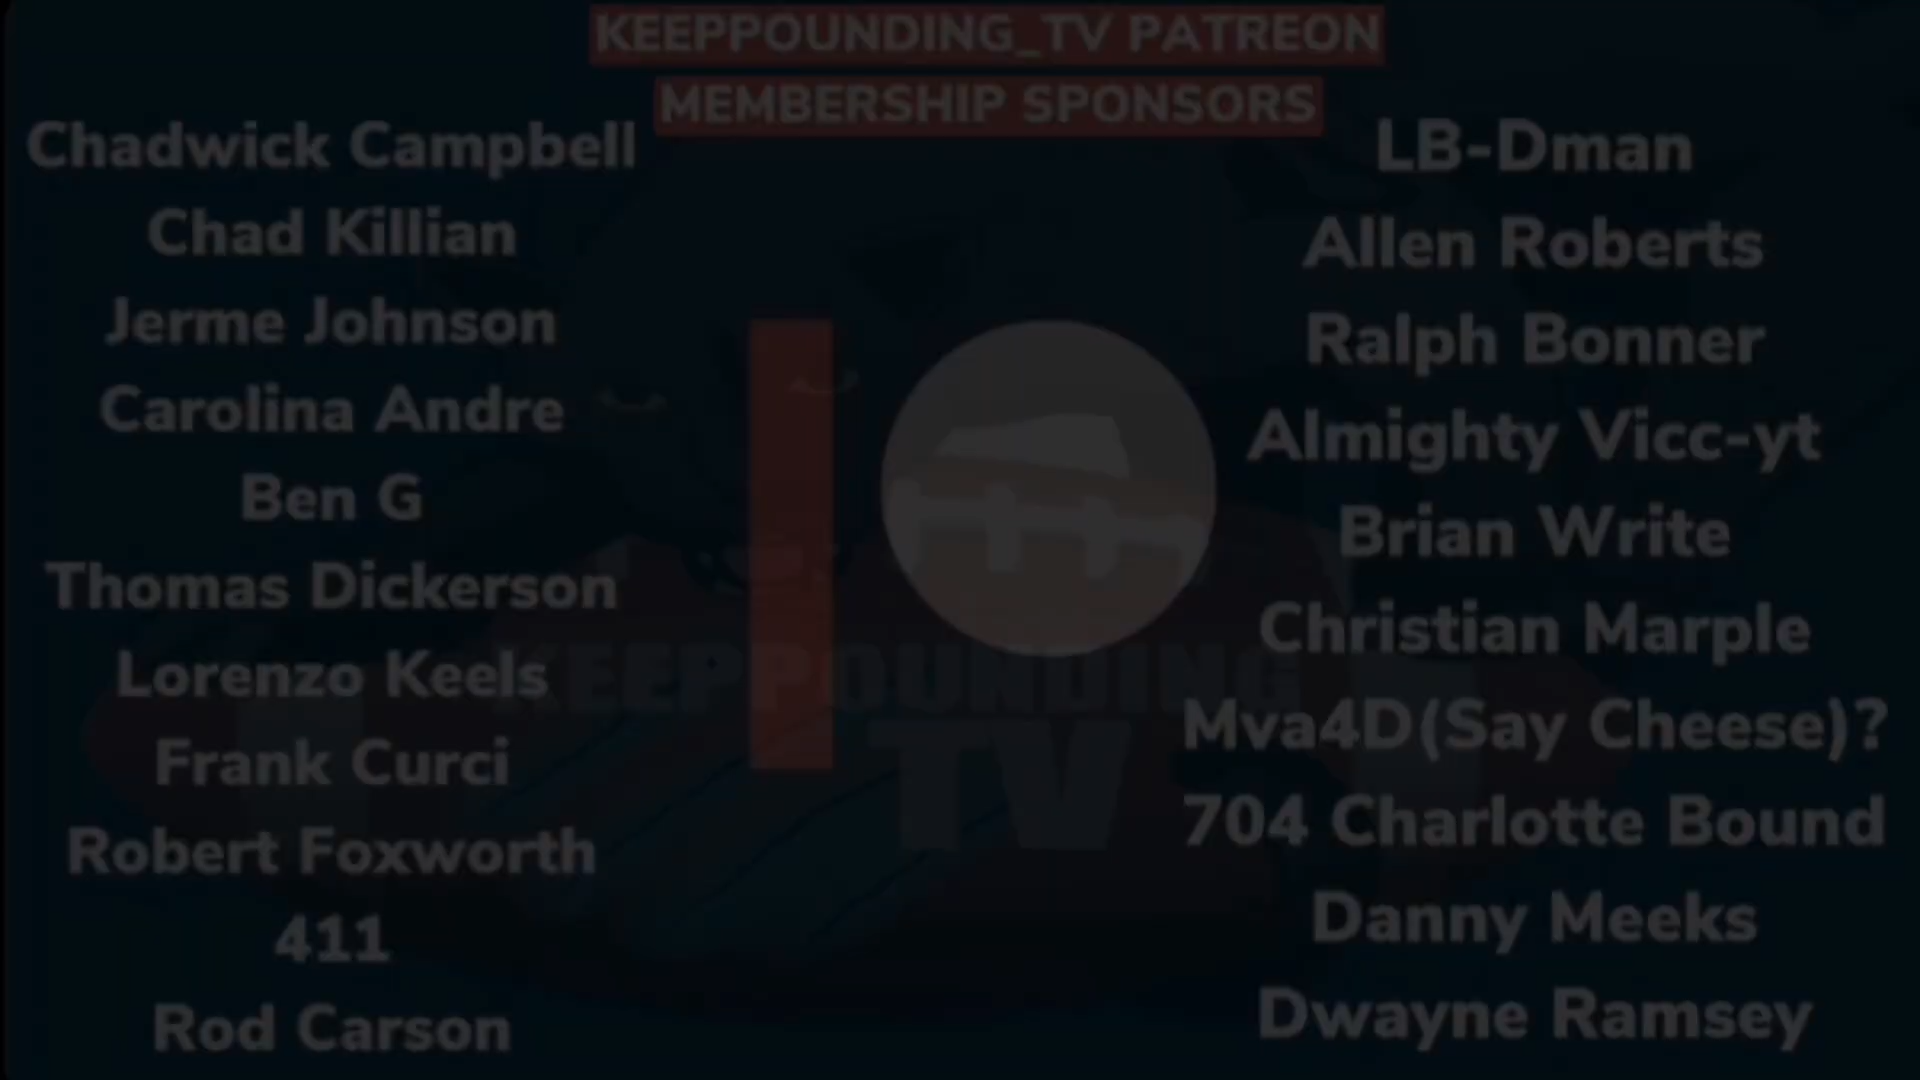 KEEPPOUNDING_TV PATREON
MEMBERSHIP SPONSORS
Chadwick Campbell
Chad Killian
Jerme Johnson
Carolina Andre
Ben G
Thomas Dickerson
Lorenzo Keels
Frank Curci
Robert Foxworth
411
Rod Carson
KEEPPOUNDING
TV
LB-Dman
Allen Roberts
Ralph Bonner
Almighty Vicc-yt
Brian Write
Christian Marple
Mva4D(Say Cheese)?
704 Charlotte Bound
Danny Meeks
Dwayne Ramsey